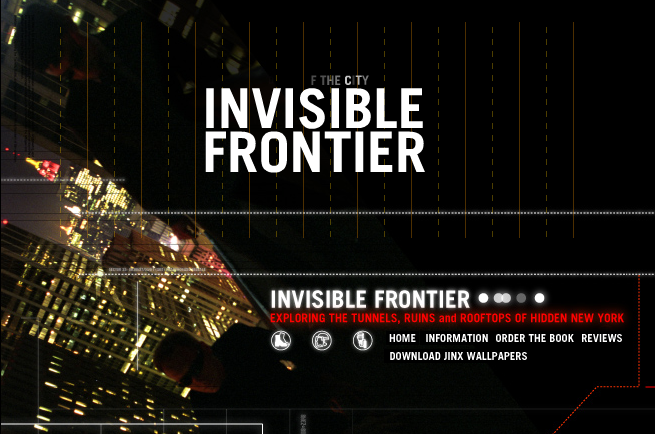 F THE CITY
INVISIBLE
FRONTIER
INVISIBLE FRONTIER
EXPLORING THE TUNNELS, RUINS and ROOFTOPS OF HIDDEN NEW YORK
HOME INFORMATION ORDER THE BOOK REVIEWS
DOWNLOAD JINX WALLPAPERS